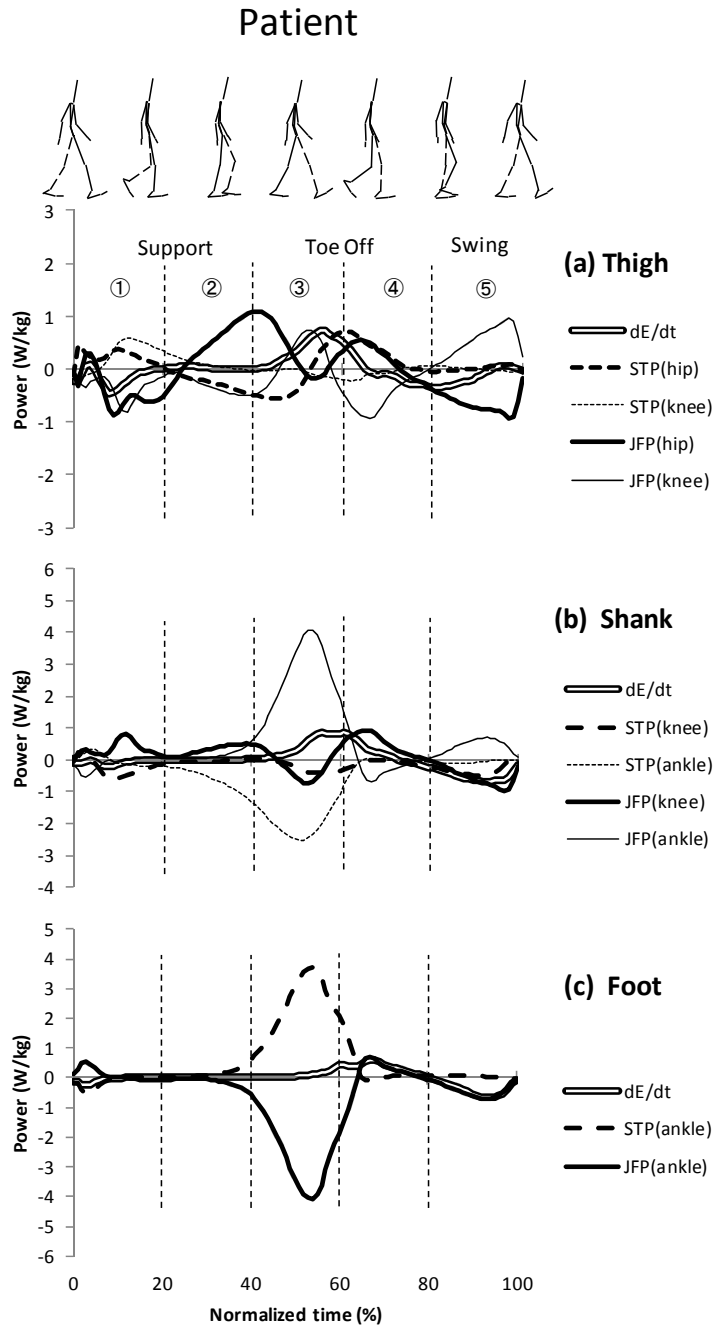 Patient
3
2
1
0
-1
-2
-3
Power (W/kg)
Support
Toe Off
Swing
①
②
③
④
⑤
(a) Thigh
dE/dt
STP(hip)
STP(knee)
JFP(hip)
JFP(knee)
6
5
4
3
2
1
0
-1
-2
-3
-4
Power (W/kg)
(b) Shank
dE/dt
STP(knee)
STP(ankle)
JFP(knee)
JFP(ankle)
5
4
3
2
1
0
-1
-2
-3
-4
-5
-6
Power (W/kg)
(c) Foot
dE/dt
STP(ankle)
JFP(ankle)
0
20
40
60
80
100
Normalized time (%)